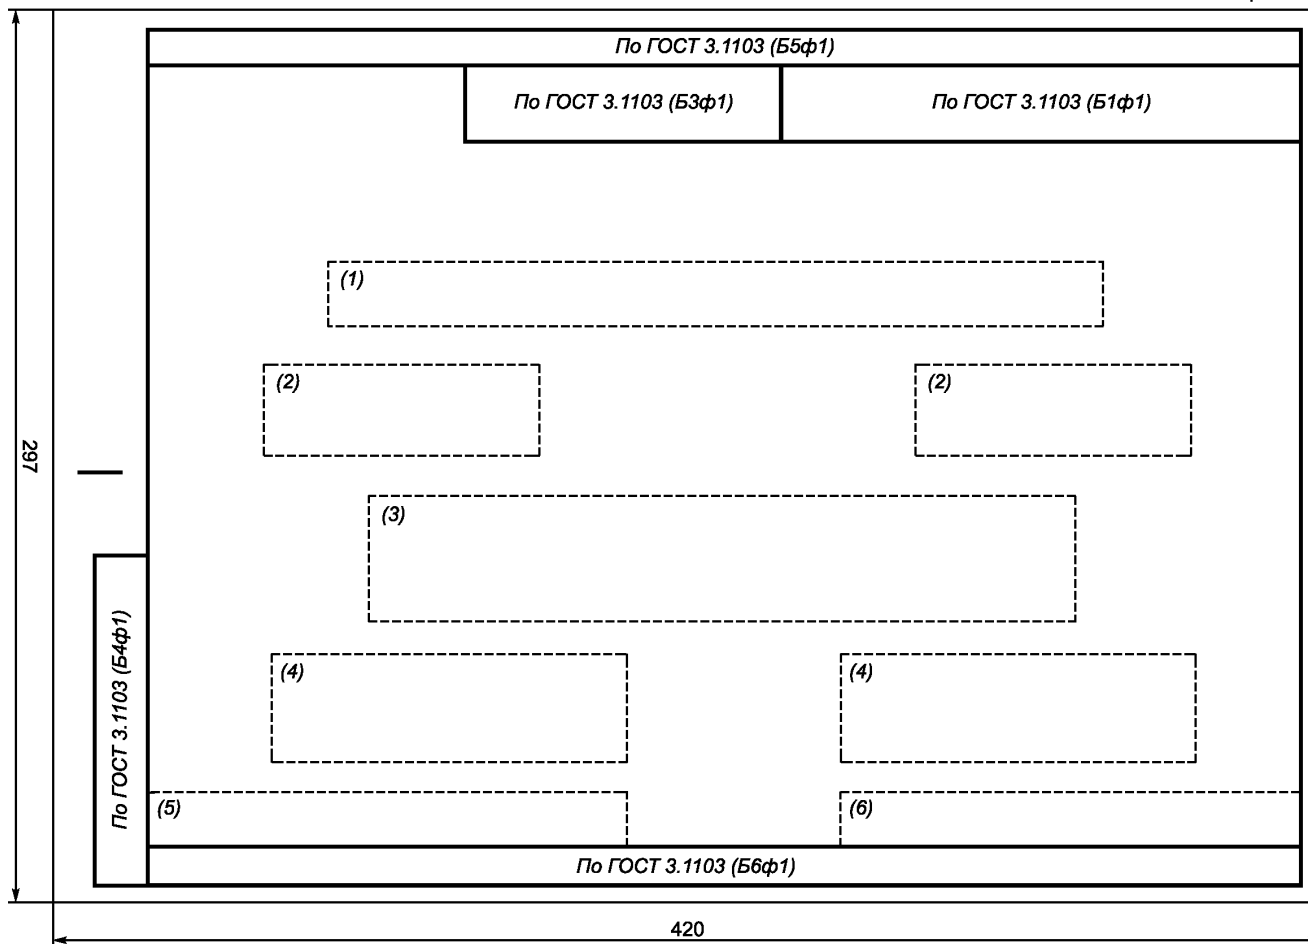 По ГОСТ 3.1103 (Б5ф1)
По ГОСТ 3.1103 (Б3ф1)
По ГОСТ 3.1103 (Б1ф1)
(1)
(2)
(2)
297
(3)
По ГОСТ 3.1103 (Б4ф1)
(4)
(4)
(5)
(6)
По ГОСТ 3.1103 (Б6ф1)
420